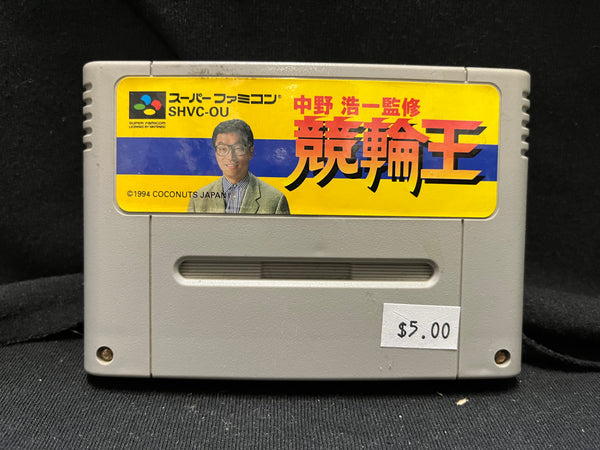 スーパーファミコン®
SHVC-OU
SUPER FAMICOM
LICENSED BY NINTENDO
中野 浩一監修
競輪王
©1994 COCONUTS JAPAN
$5.00